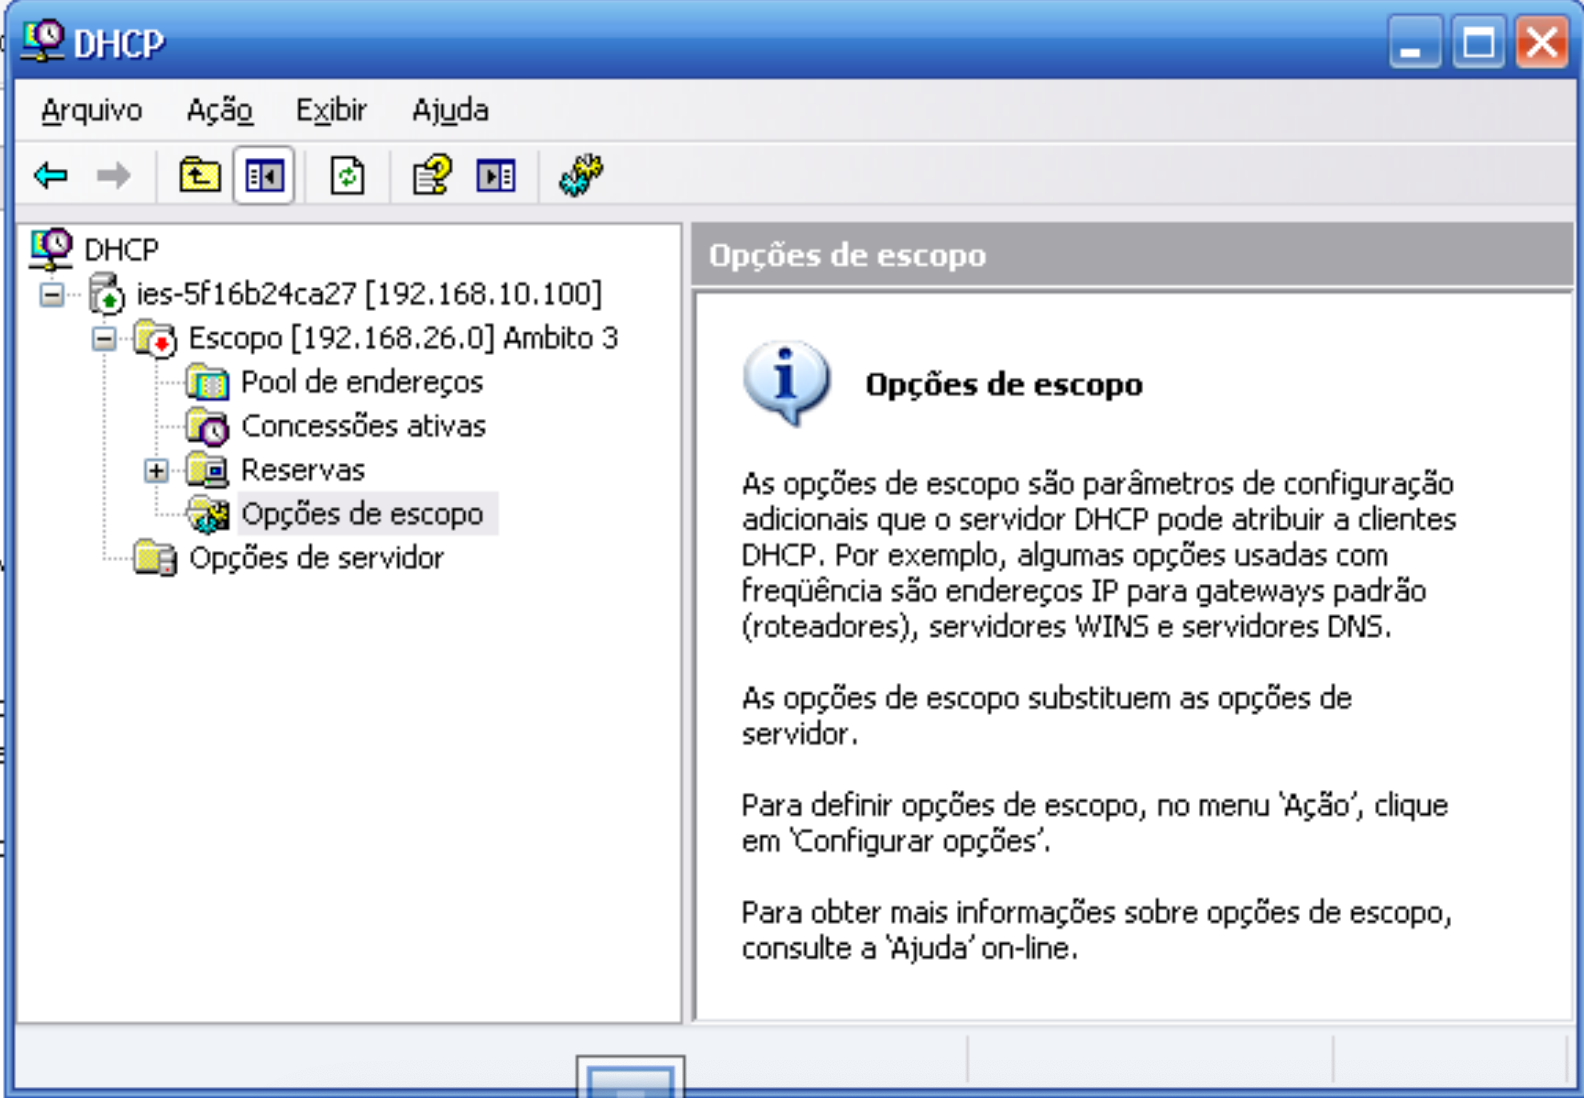 DHCP
Arquivo Ação Exibir Ajuda
DHCP
ies-5f16b24ca27 [192.168.10.100]
Escopo [192.168.26.0] Ambito 3
Pool de endereços
Concessões ativas
Reservas
Opções de escopo
Opções de servidor
Opções de escopo
Opções de escopo
As opções de escopo são parâmetros de configuração
adicionais que o servidor DHCP pode atribuir a clientes
DHCP. Por exemplo, algumas opções usadas com
freqüência são endereços IP para gateways padrão
(roteadores), servidores WINS e servidores DNS.
As opções de escopo substituem as opções de
servidor.
Para definir opções de escopo, no menu 'Ação', clique
em 'Configurar opções'.
Para obter mais informações sobre opções de escopo,
consulte a 'Ajuda' on-line.